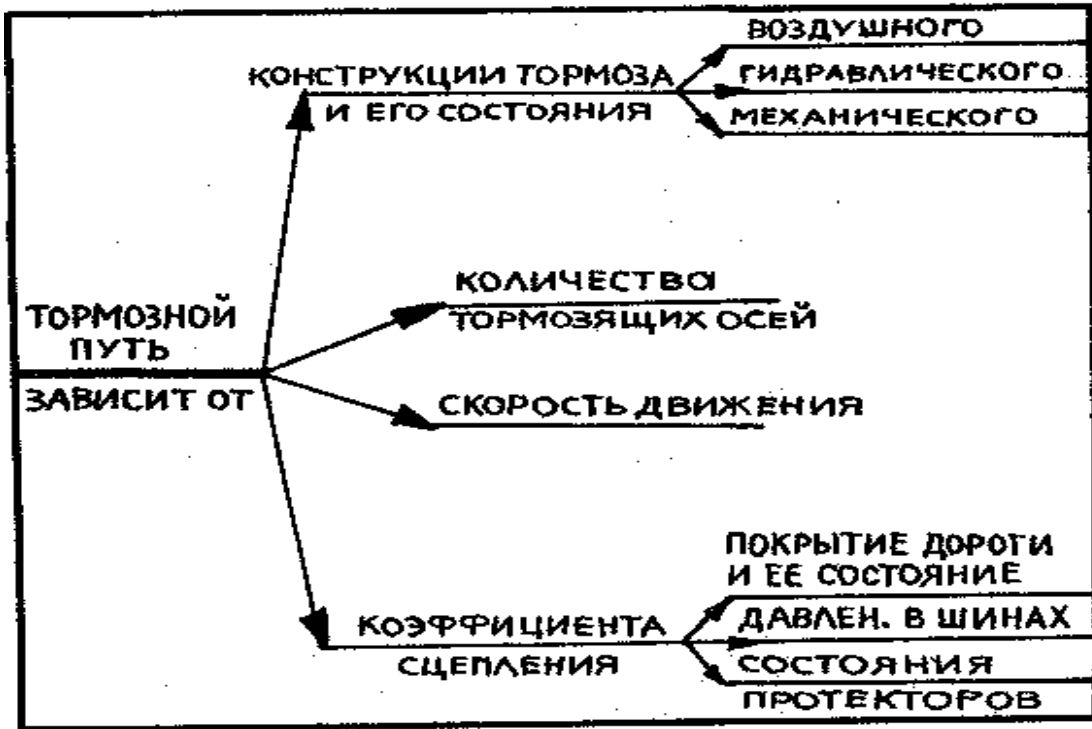 ТОРМОЗНОЙ
ПУТЬ
ЗАВИСИТ ОТ
КОНСТРУКЦИИ ТОРМОЗА
И ЕГО СОСТОЯНИЯ
ВОЗДУШНОГО
ГИДРАВЛИЧЕСКОГО
МЕХАНИЧЕСКОГО
КОЛИЧЕСТВА
ТОРМОЗЯЩИХ ОСЕЙ
СКОРОСТЬ ДВИЖЕНИЯ
КОЭФФИЦИЕНТА
СЦЕПЛЕНИЯ
ПОКРЫТИЕ ДОРОГИ
И ЕЕ СОСТОЯНИЕ
ДАВЛЕН. В ШИНАХ
СОСТОЯНИЯ
ПРОТЕКТОРОВ